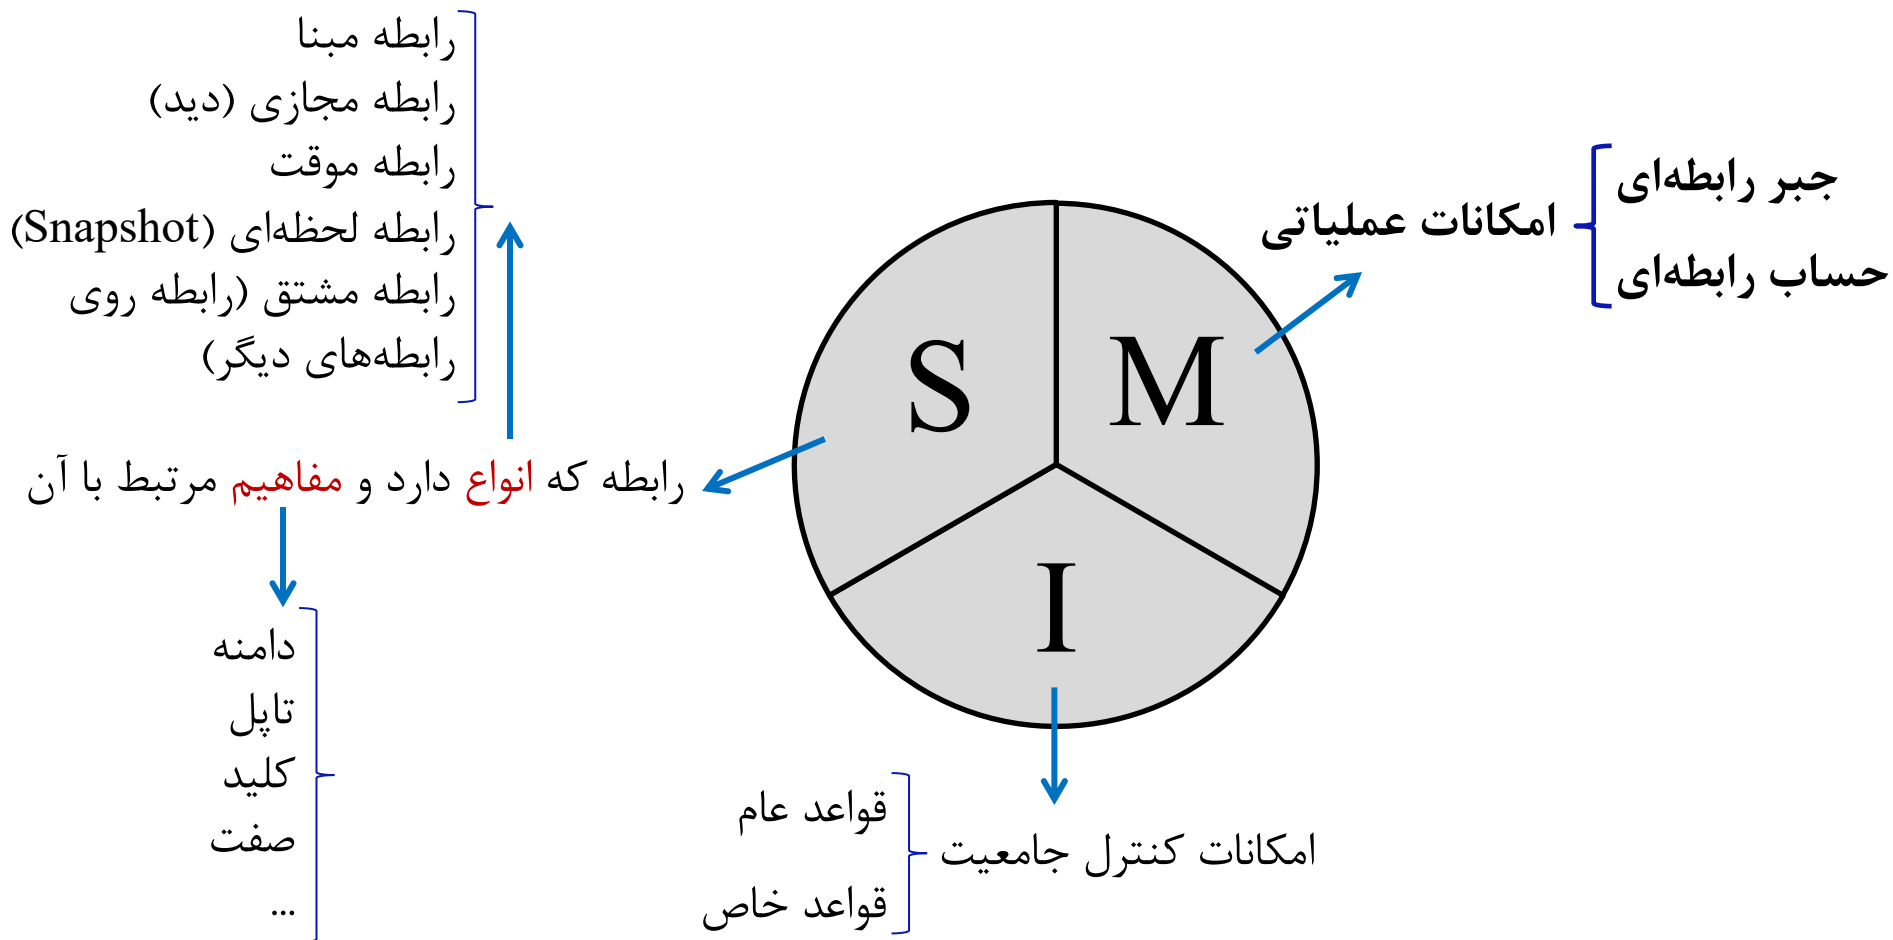 رابطه مبنا
رابطه مجازی (دید)
رابطه موقت
رابطه لحظه‌ای (Snapshot)
رابطه مشتق (رابطه روی
رابطه‌های دیگر)
رابطه که انواع دارد و مفاهیم مرتبط با آن
دامنه
تاپل
کلید
صفت
...
S
M
I
جبر رابطه‌ای
امکانات عملیاتی
حساب رابطه‌ای
قواعد عام
امکانات کنترل جامعیت
قواعد خاص